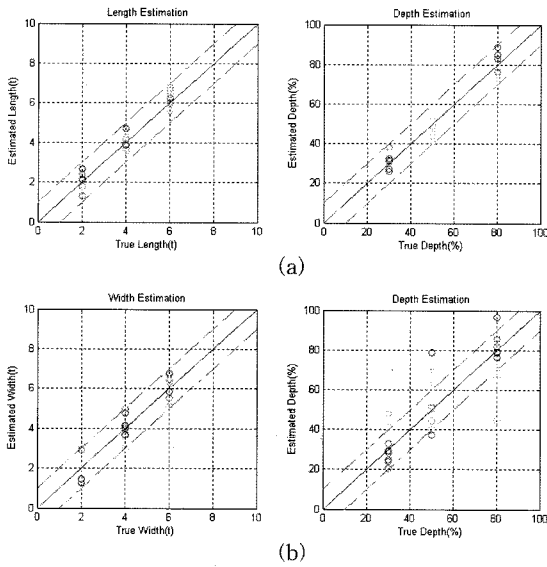 Length Estimation
10
8
6
4
2
0
0 2 4 6 8 10
Estimated Length(t)
True Length(t)
Depth Estimation
100
80
60
40
20
0
0 20 40 60 80 100
Estimated Depth(%)
True Depth(%)
(a)
Width Estimation
10
8
6
4
2
0
0 2 4 6 8 10
Estimated Width(t)
True Width(t)
Depth Estimation
100
80
60
40
20
0
0 20 40 60 80 100
Estimated Depth(%)
True Depth(%)
(b)